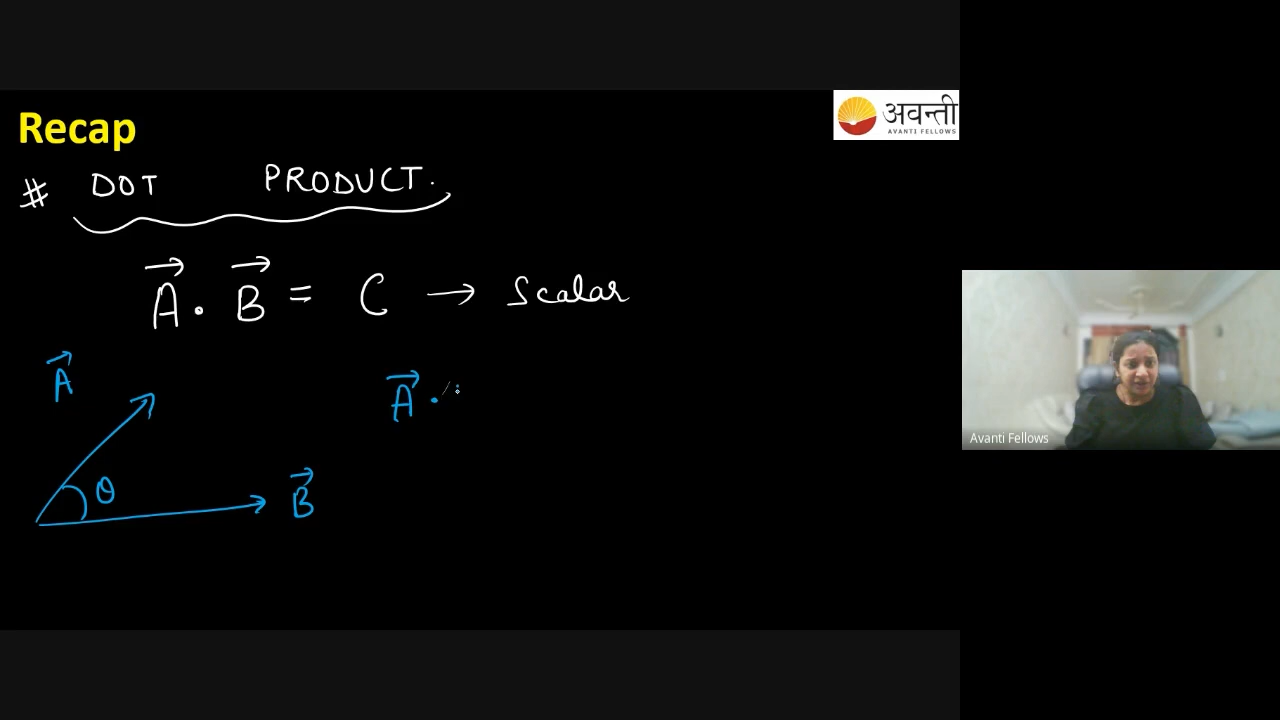 Recap
अवन्ती
AVANTI FELLOWS
# DOT PRODUCT.
A⃗ . B⃗ = C → Scalar
A⃗
A⃗ .
θ
B⃗
Avanti Fellows